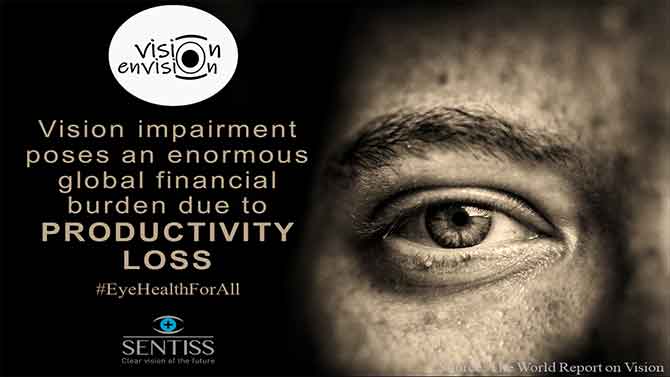 vision
envision
Vision impairment
poses an enormous
global financial
burden due to
PRODUCTIVITY
LOSS
#EyeHealthForAll
SENTISS
Clear vision of the future
The World Report on Vision